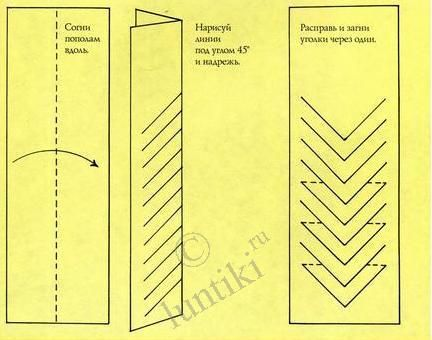 Согни
пополам
вдоль.
Нарисуй
линии
под углом 45°
и надрежь.
Расправь и загни
уголки через один.
© luntiki.ru